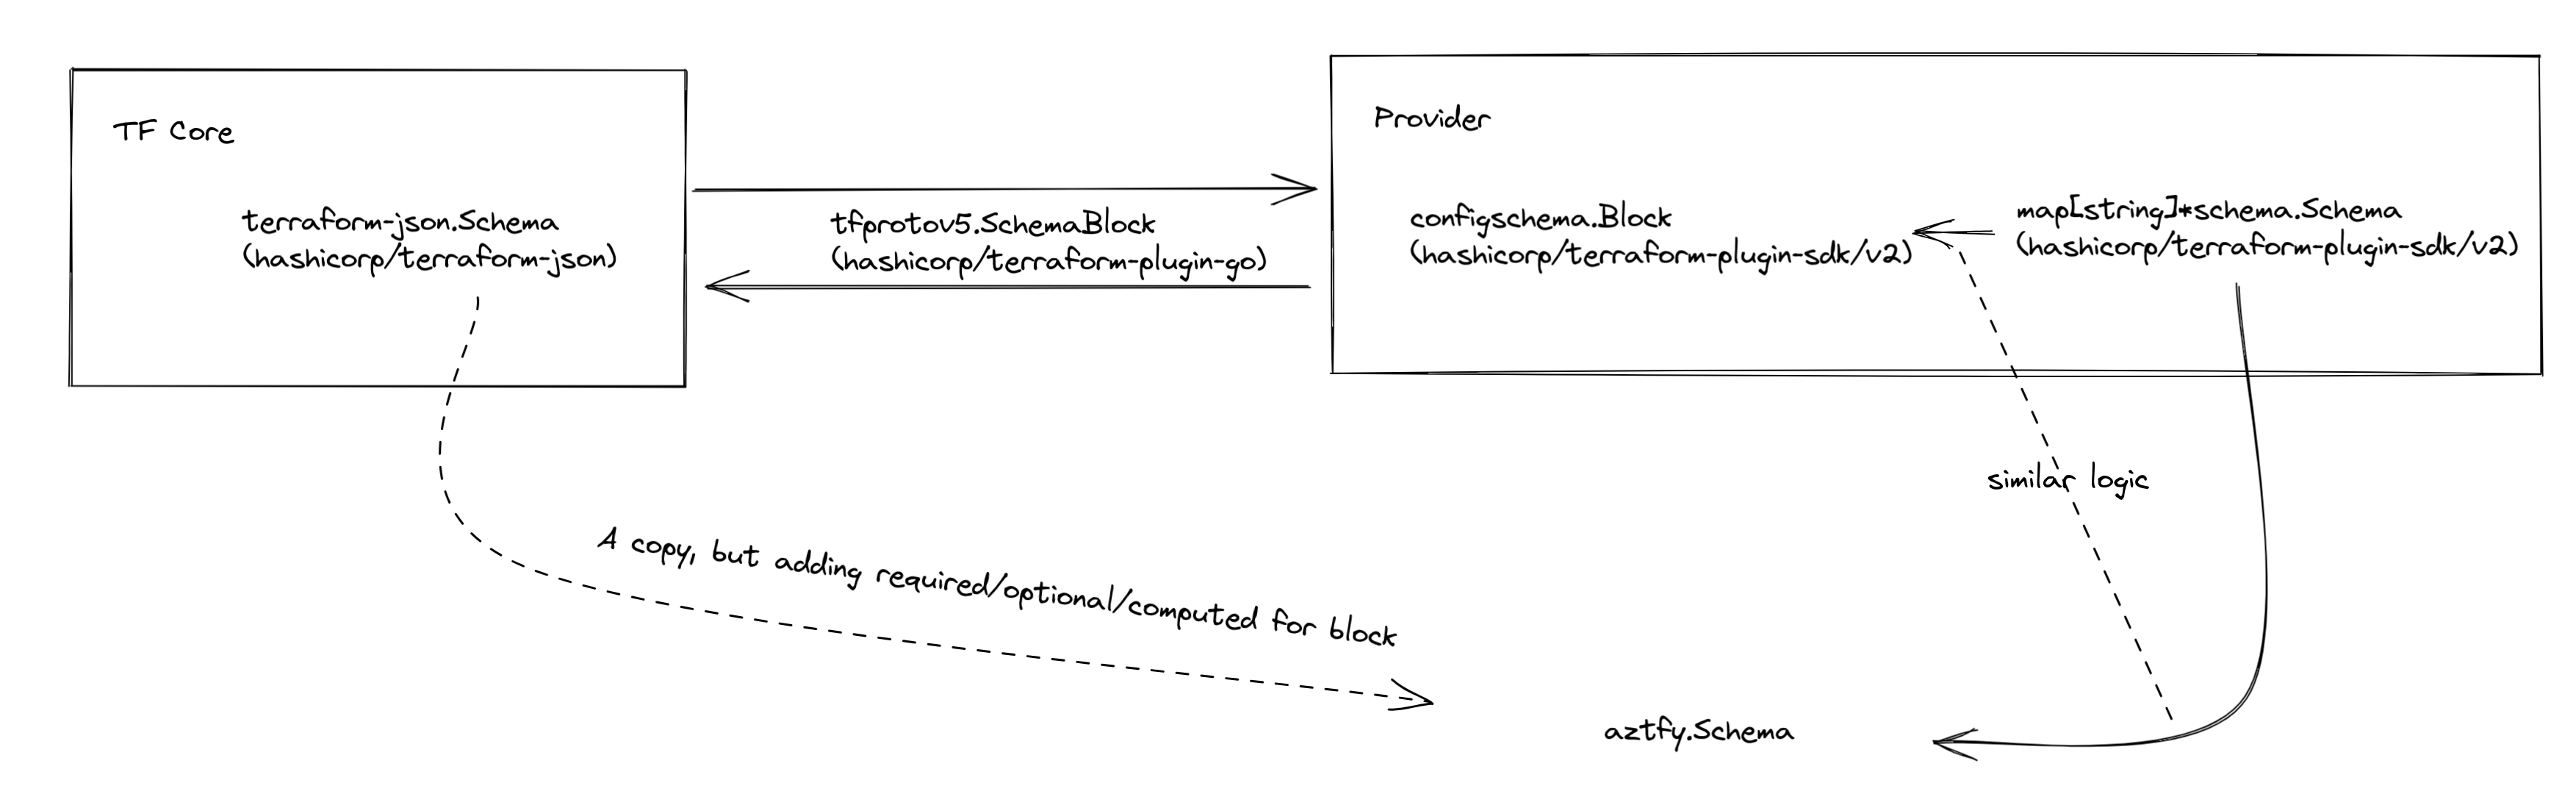 TF Core
terraform-json.Schema
(hashicorp/terraform-json)
tfprotov5.SchemaBlock
(hashicorp/terraform-plugin-go)
Provider
configschema.Block
(hashicorp/terraform-plugin-sdk/v2)
map[string]*schema.Schema
(hashicorp/terraform-plugin-sdk/v2)
similar logic
A copy, but adding required/optional/computed for block
aztfy.Schema